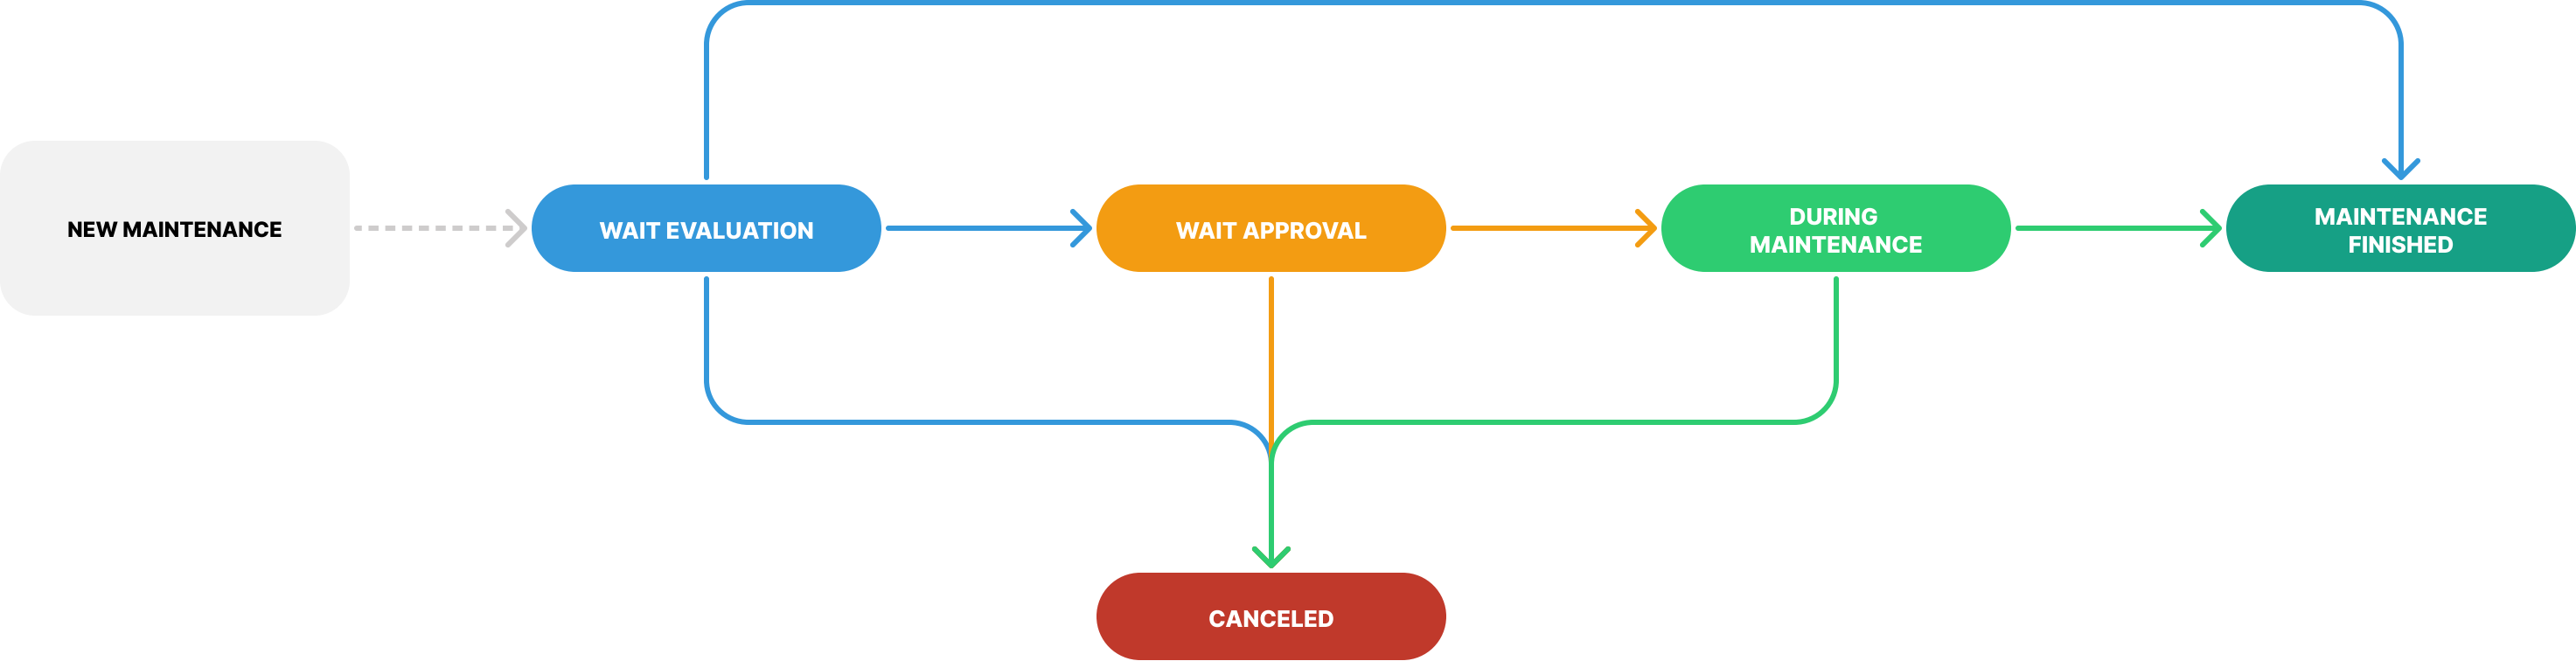 NEW MAINTENANCE
WAIT EVALUATION
WAIT APPROVAL
DURING
MAINTENANCE
MAINTENANCE
FINISHED
CANCELED